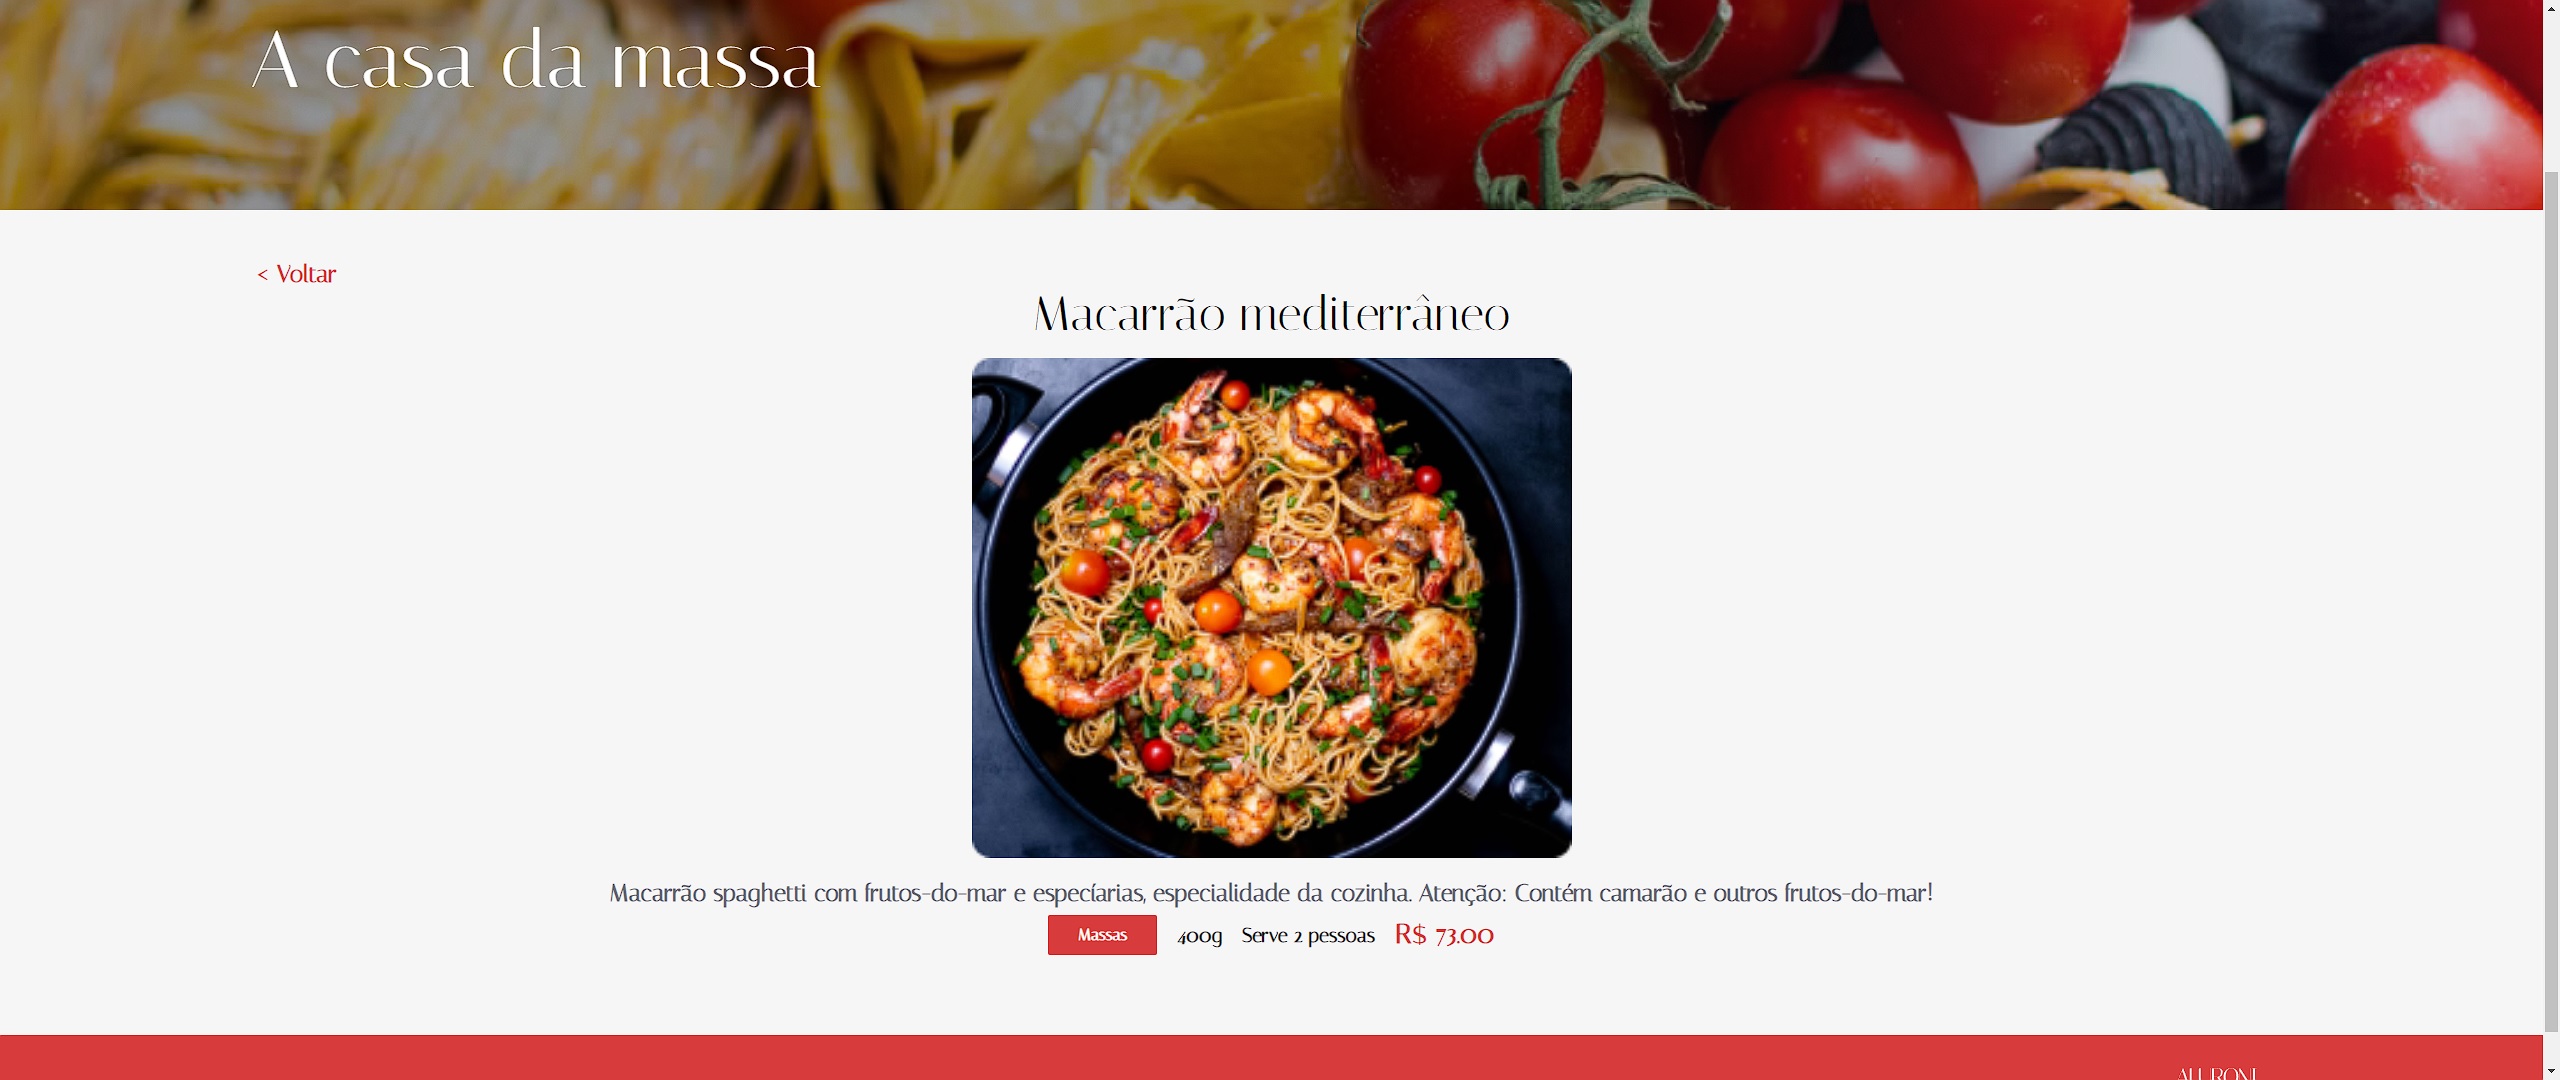 A casa da massa
< Voltar
Macarrão mediterrâneo
Macarrão spaghetti com frutos-do-mar e especíarias, especialidade da cozinha. Atenção: Contém camarão e outros frutos-do-mar!
Massas 400g Serve 2 pessoas R$ 73.00
ALURONI